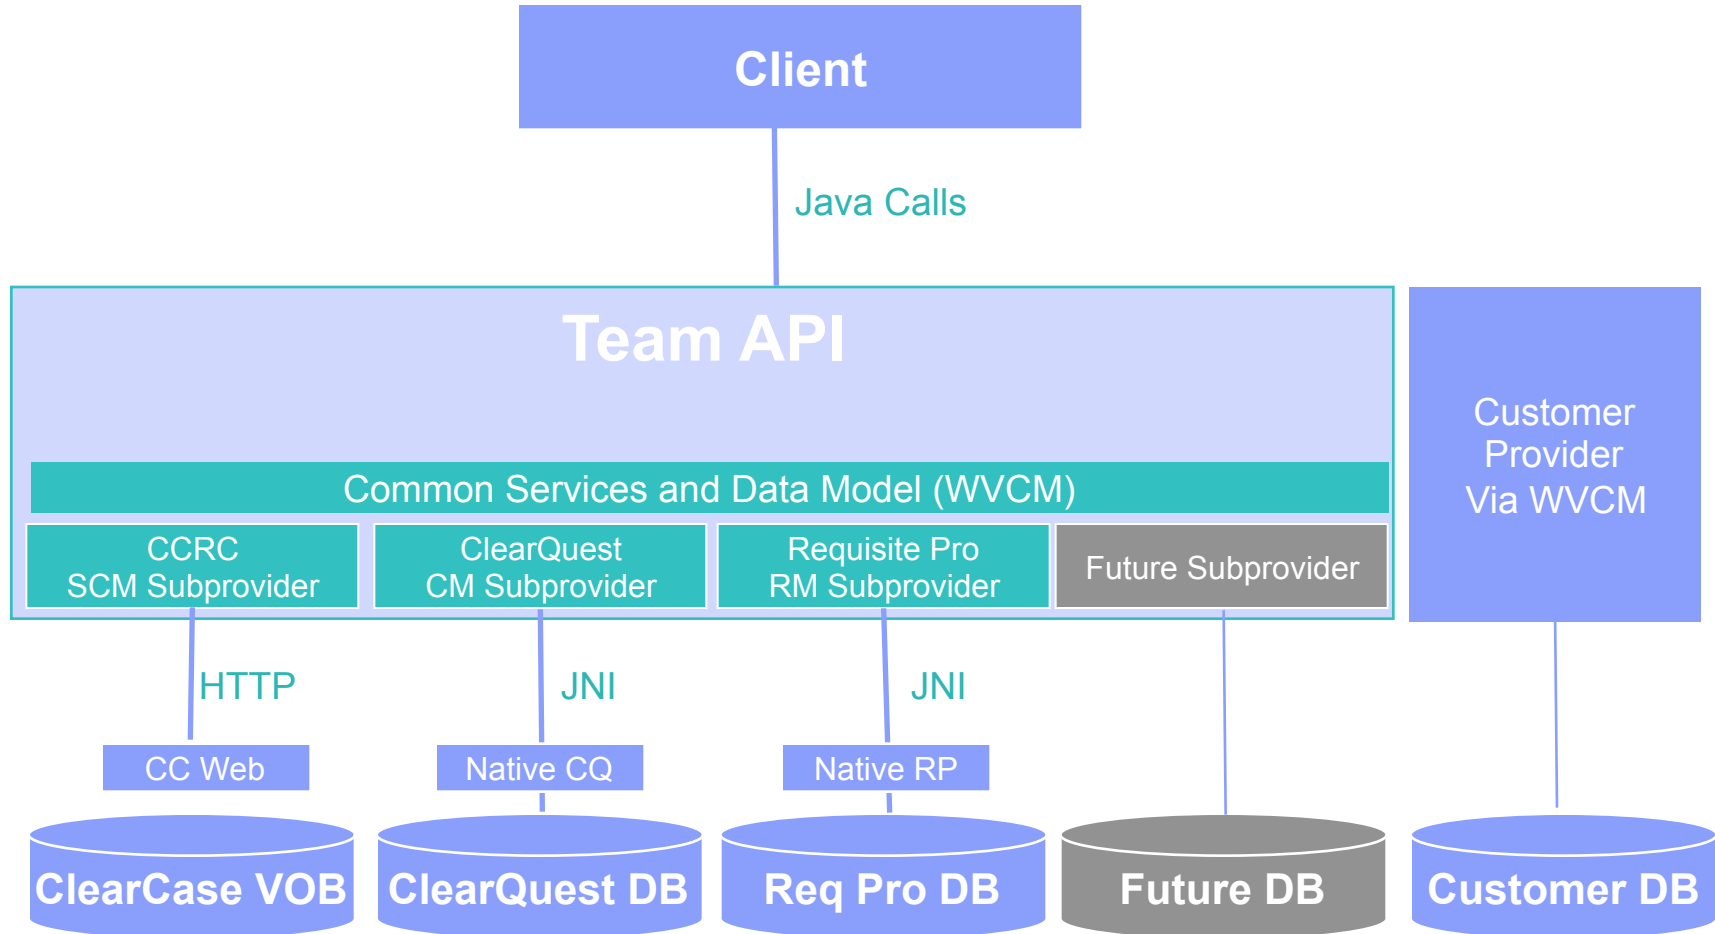 Client
Java Calls
Team API
Customer
Provider
Via WVCM
Common Services and Data Model (WVCM)
CCRC
SCM Subprovider
ClearQuest
CM Subprovider
Requisite Pro
RM Subprovider
Future Subprovider
HTTP
JNI
JNI
CC Web
Native CQ
Native RP
ClearCase VOB
ClearQuest DB
Req Pro DB
Future DB
Customer DB